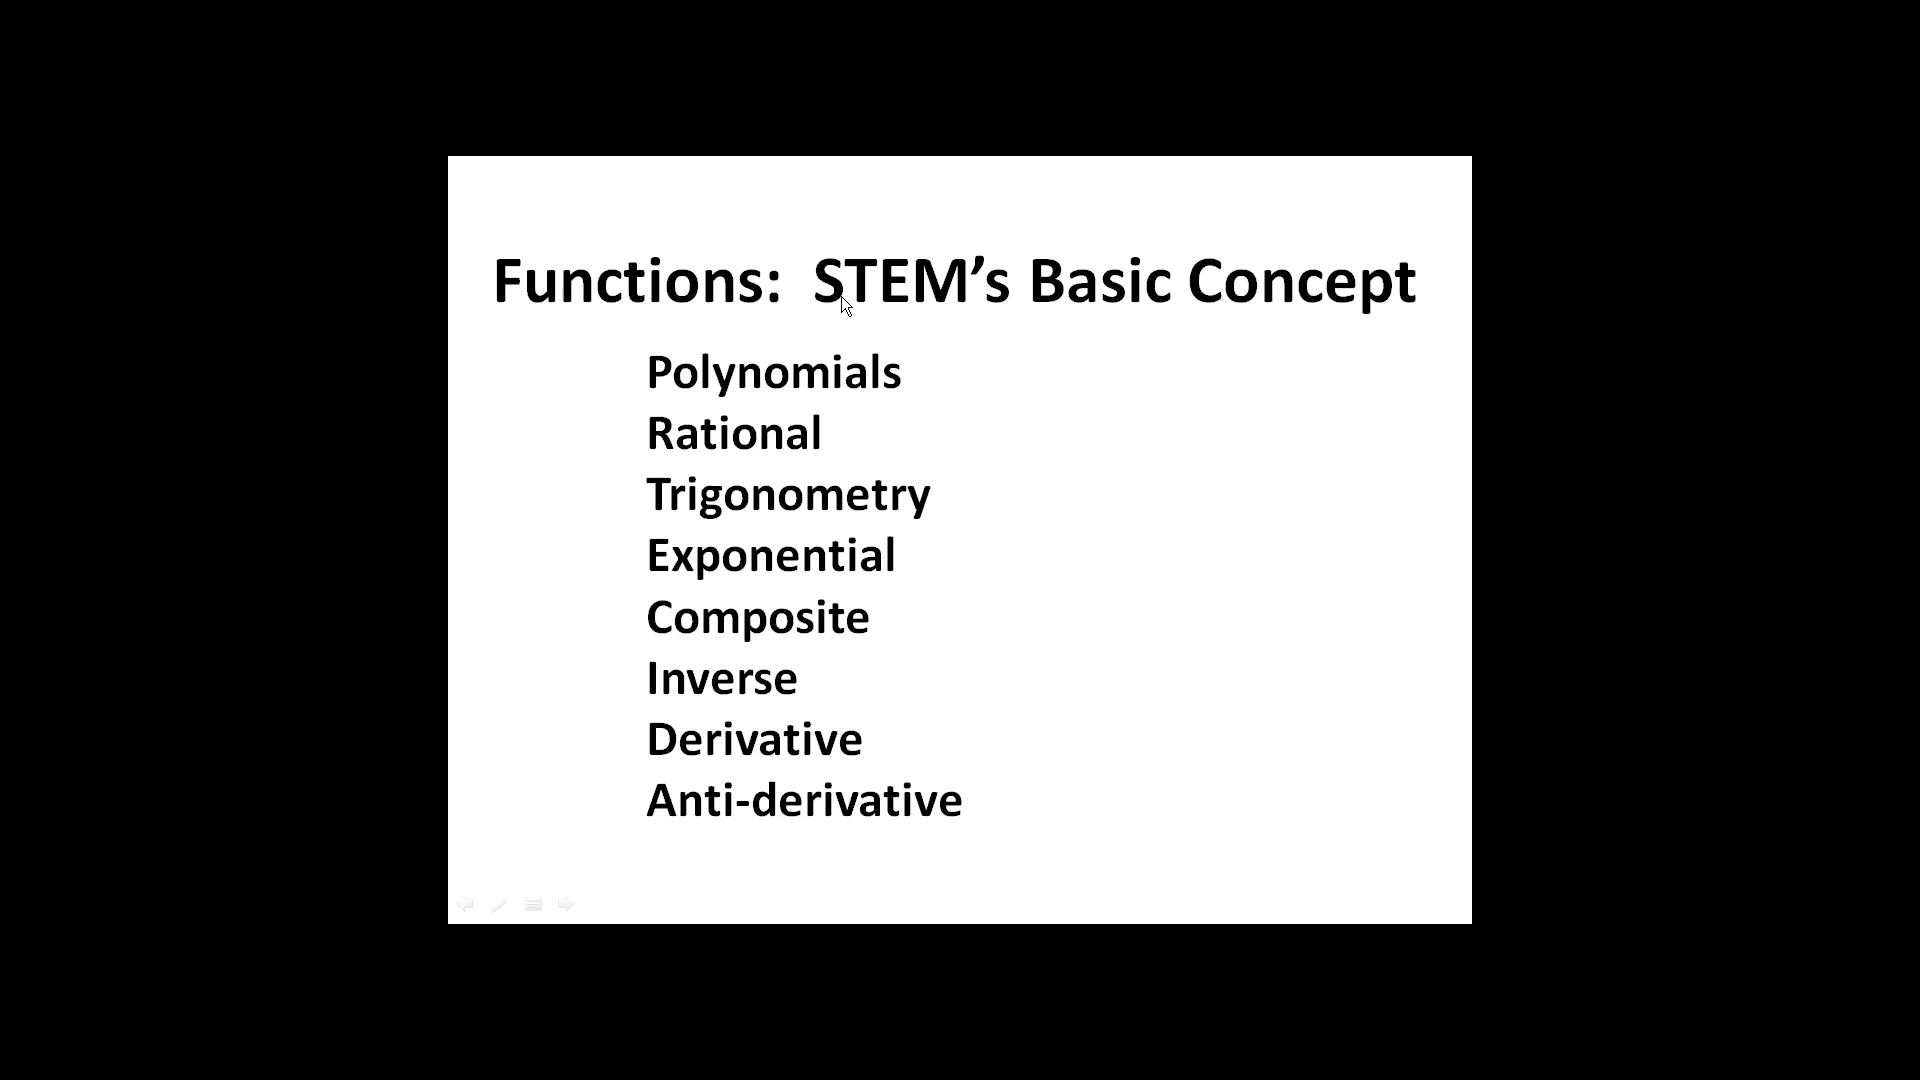 Functions:  STEM’s Basic Concept
Polynomials
Rational
Trigonometry
Exponential
Composite
Inverse
Derivative
Anti-derivative